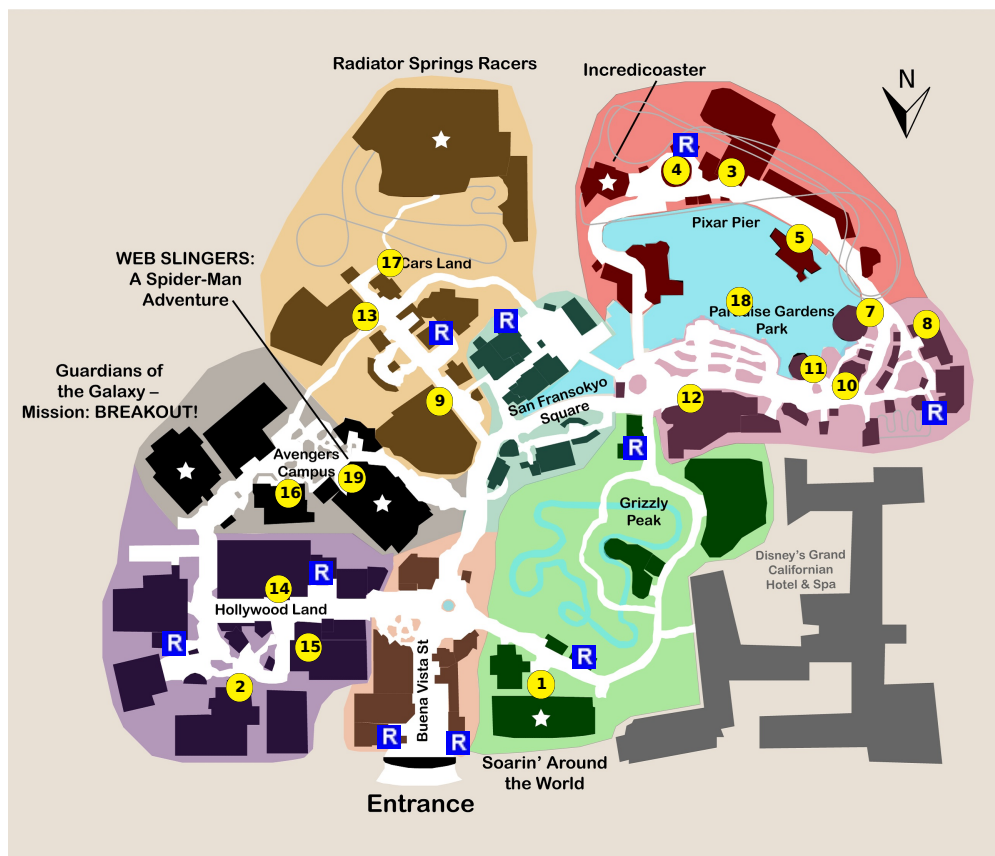 Radiator Springs Racers
Incredicoaster
N
R
4
3
Pixar Pier
5
WEB SLINGERS:
A Spider-Man
Adventure
17
Cars Land
18
Paradise Gardens
Park
7
8
13
R
R
Guardians of
the Galaxy –
Mission: BREAKOUT!
9
San Fransokyo
Square
12
11
10
R
R
Avengers
Campus
19
16
Grizzly
Peak
Disney's Grand
Californian
Hotel & Spa
R
14
Hollywood Land
R
15
2
Buena Vista St
R
1
R
R
Soarin' Around
the World
Entrance